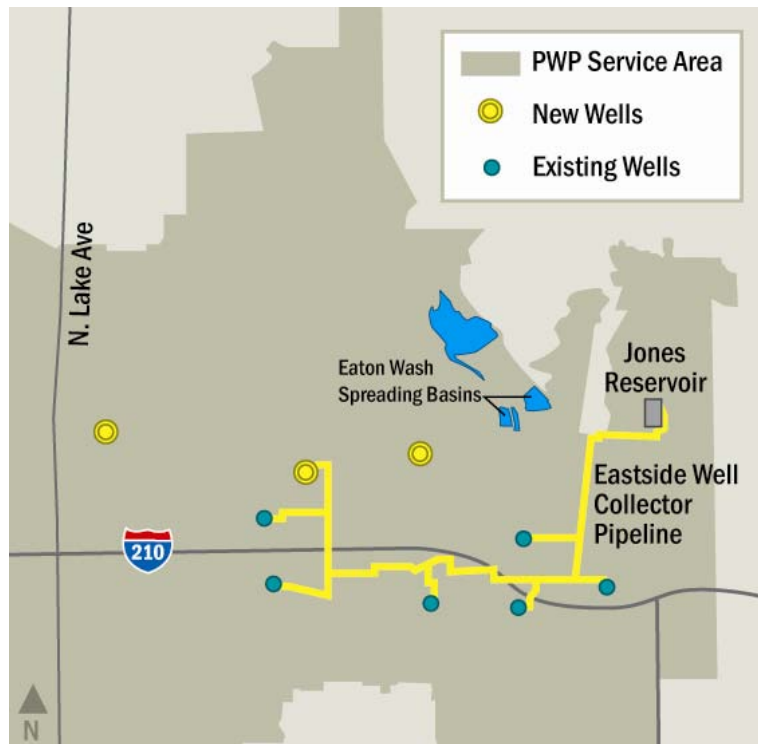 PWP Service Area
New Wells
Existing Wells
N. Lake Ave
Eaton Wash
Spreading Basins
Jones
Reservoir
Eastside Well
Collector
Pipeline
210
N